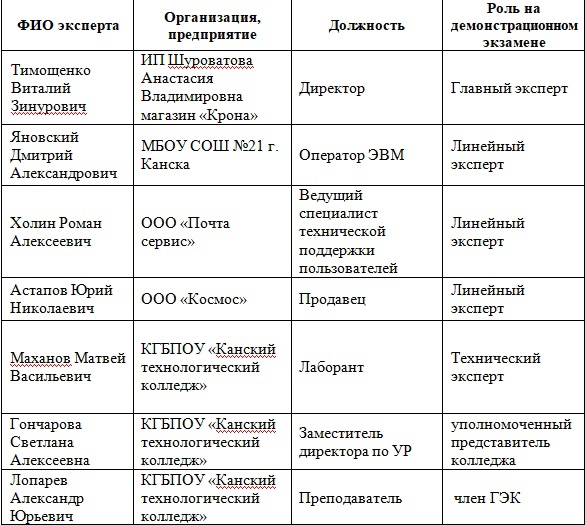 ФИО эксперта
Организация,
предприятие
Должность
Роль на
демонстрационном
экзамене
Тимощенко
Виталий
Зинурович
ИП Щуроватова
Анастасия
Владимировна
магазин «Крона»
Директор
Главный эксперт
Яновский
Дмитрий
Александрович
МБОУ СОШ №21 г.
Канска
Оператор ЭВМ
Линейный
эксперт
Холин Роман
Алексеевич
ООО «Почта
сервис»
Ведущий
специалист
технической
поддержки
пользователей
Линейный
эксперт
Астапов Юрий
Николаевич
ООО «Космос»
Продавец
Линейный
эксперт
Маханов Матвей
Васильевич
КГБПОУ «Канский
технологический
колледж»
Лаборант
Технический
эксперт
Гончарова
Светлана
Алексеевна
КГБПОУ «Канский
технологический
колледж»
Заместитель
директора по УР
уполномоченный
представитель
колледжа
Лопарев
Александр
Юрьевич
КГБПОУ «Канский
технологический
колледж»
Преподаватель
член ГЭК